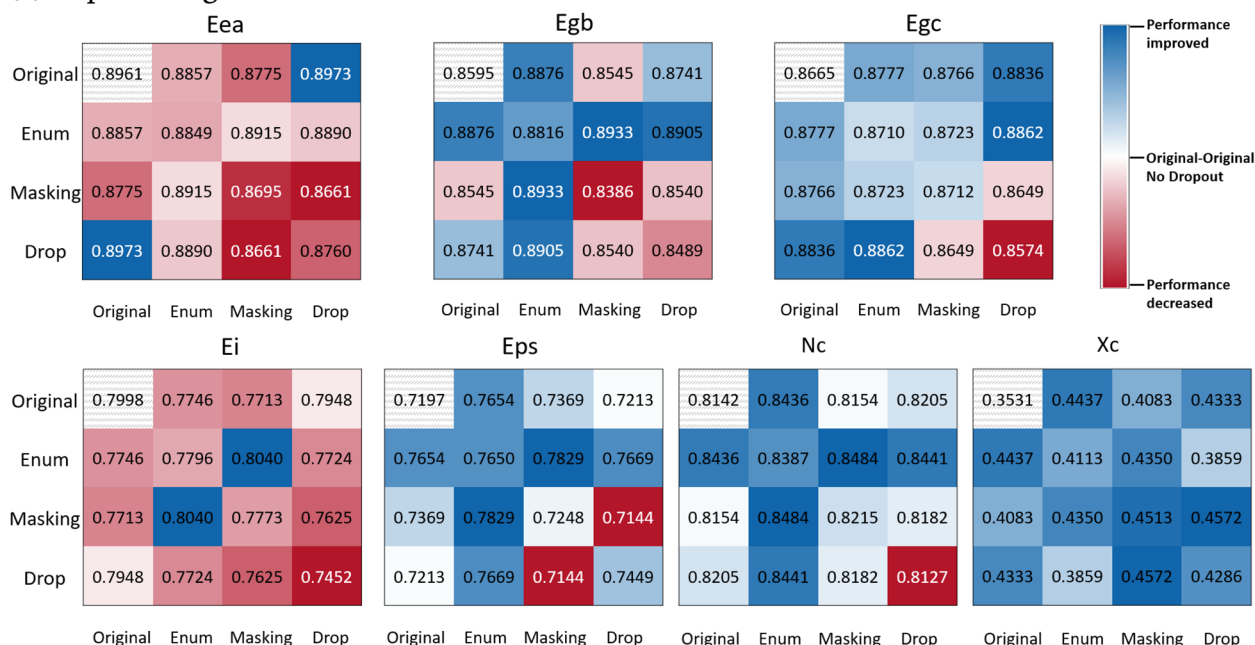 Eea Egb Egc
Original 0.8961 0.8857 0.8775 0.8973 0.8595 0.8876 0.8545 0.8741 0.8665 0.8777 0.8766 0.8836
Enum 0.8857 0.8849 0.8915 0.8890 0.8876 0.8816 0.8933 0.8905 0.8777 0.8710 0.8723 0.8862
Masking 0.8775 0.8915 0.8695 0.8661 0.8545 0.8933 0.8386 0.8540 0.8766 0.8723 0.8712 0.8649
Drop 0.8973 0.8890 0.8661 0.8760 0.8741 0.8905 0.8540 0.8489 0.8836 0.8862 0.8649 0.8574
Original Enum Masking Drop Original Enum Masking Drop Original Enum Masking Drop
Performance
improved
Original-Original
No Dropout
Performance
decreased
Ei Eps Nc Xc
Original 0.7998 0.7746 0.7713 0.7948 0.7197 0.7654 0.7369 0.7213 0.8142 0.8436 0.8154 0.8205 0.3531 0.4437 0.4083 0.4333
Enum 0.7746 0.7796 0.8040 0.7724 0.7654 0.7650 0.7829 0.7669 0.8436 0.8387 0.8484 0.8441 0.4437 0.4113 0.4350 0.3859
Masking 0.7713 0.8040 0.7773 0.7625 0.7369 0.7829 0.7248 0.7144 0.8154 0.8484 0.8215 0.8182 0.4083 0.4350 0.4513 0.4572
Drop 0.7948 0.7724 0.7625 0.7452 0.7213 0.7669 0.7144 0.7449 0.8205 0.8441 0.8182 0.8127 0.4333 0.3859 0.4572 0.4286
Original Enum Masking Drop Original Enum Masking Drop Original Enum Masking Drop Original Enum Masking Drop